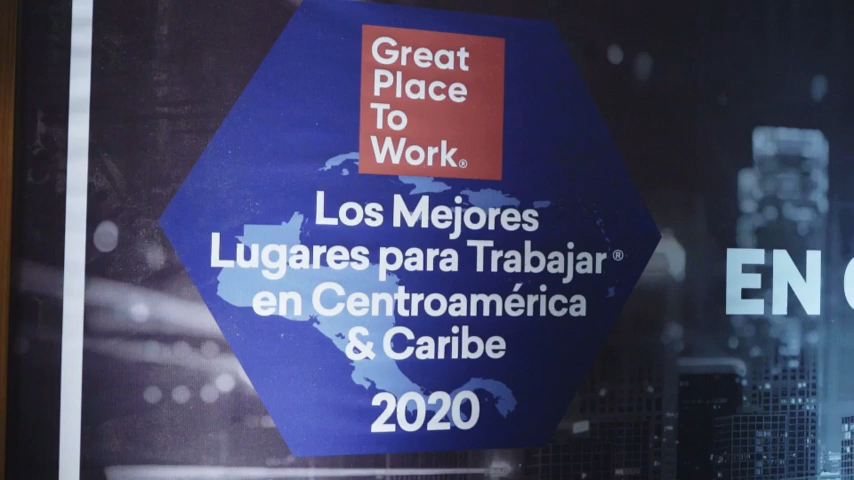 Great
Place
To
Work®
Los Mejores
Lugares para Trabajar®
en Centroamérica
& Caribe
2020
EN